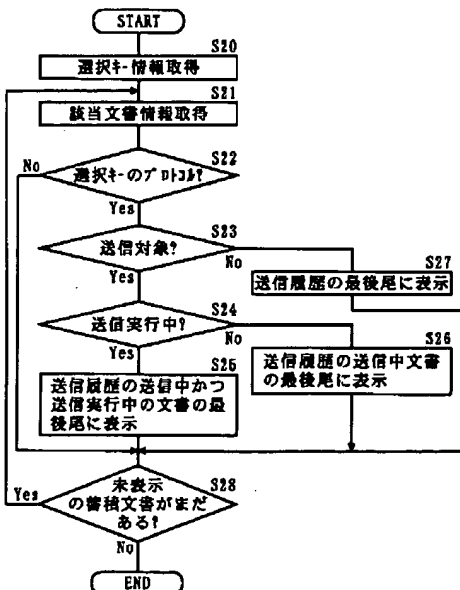 START
S20
選択キー情報取得
S21
該当文書情報取得
S22
No
選択キーのプロトコル?
Yes
S23
送信対象?
No
Yes
S27
送信履歴の最後尾に表示
S24
送信実行中?
No
Yes
S26
送信履歴の送信中文書
の最後尾に表示
S25
送信履歴の送信中かつ
送信実行中の文書の最
後尾に表示
S28
Yes
未表示
の蓄積文書がまだ
ある?
No
END